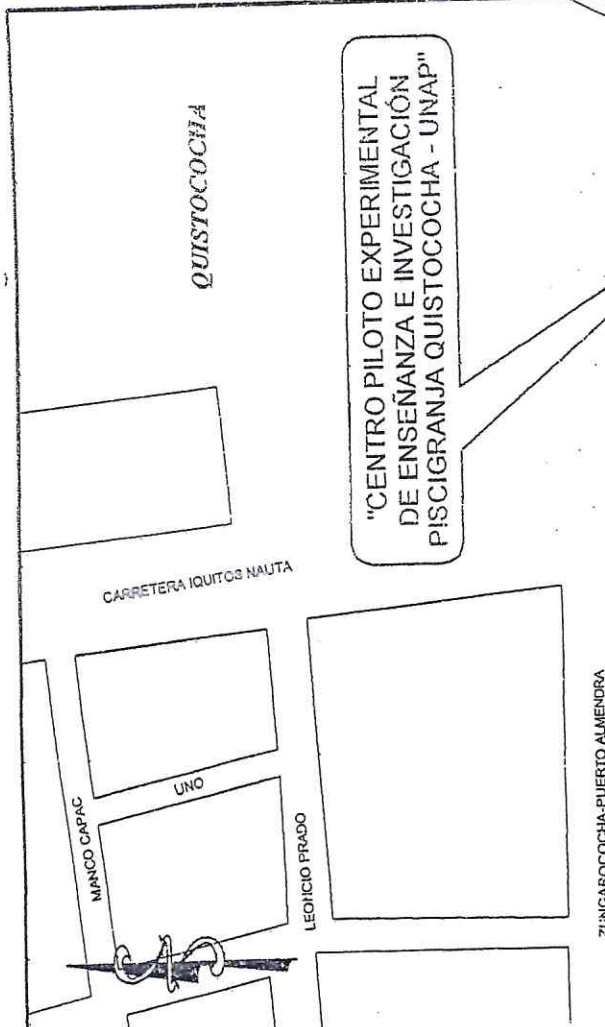 QUISTOCOCHA
"CENTRO PILOTO EXPERIMENTAL
DE ENSEÑANZA E INVESTIGACIÓN
PISCIGRANJA QUISTOCOCHA - UNAP"
CARRETERA IQUITOS NAUTA
MANCO CAPAC
UNO
LEONCIO PRADO
ZUNGAROCOCHA-PUERTO ALMENDRA